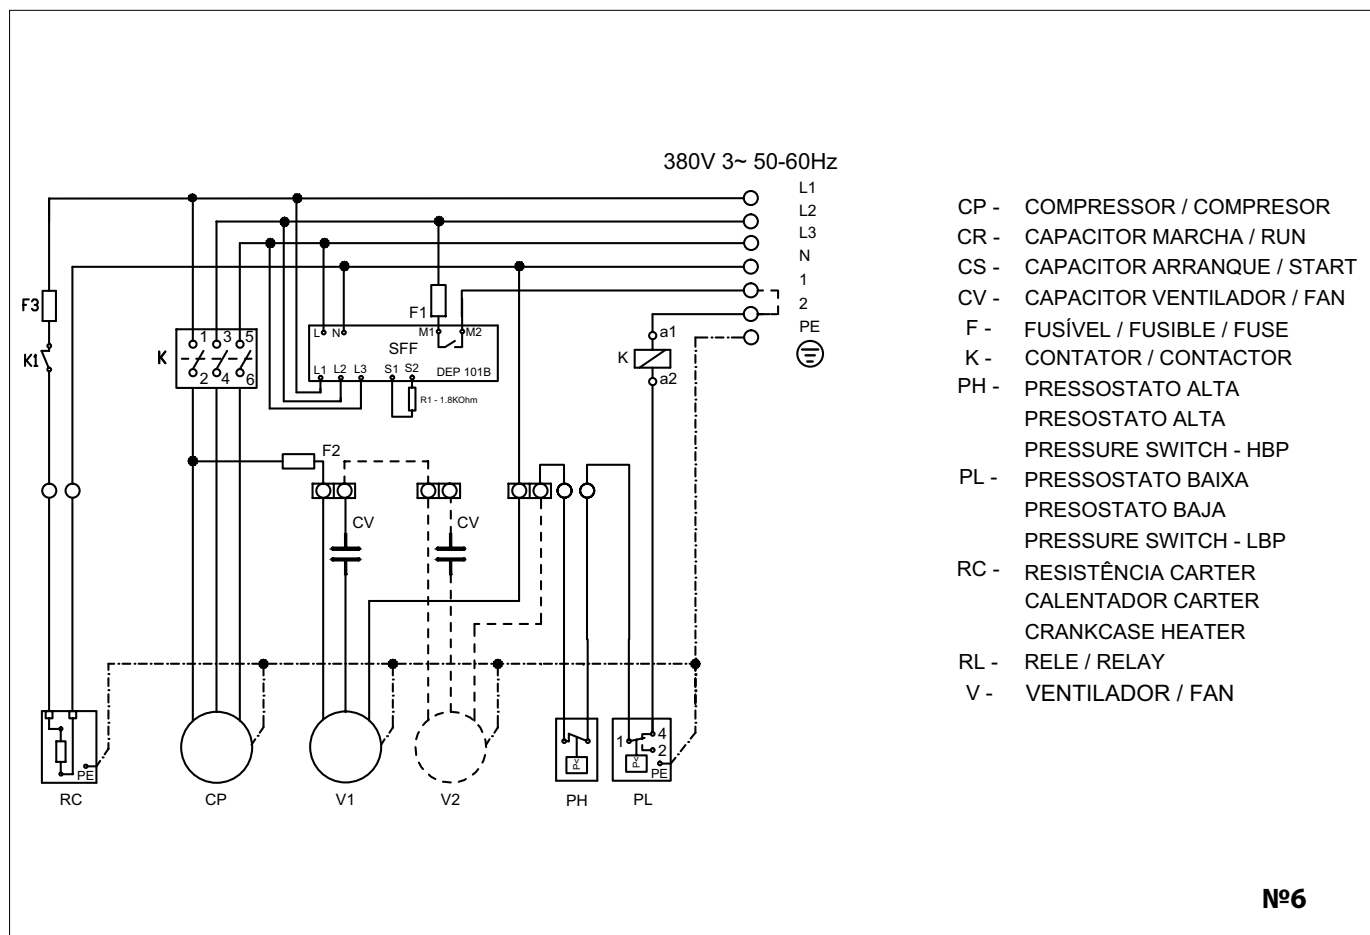 380V 3~ 50-60Hz
L1
L2
L3
N
1
2
PE
F3
K1
K
1 3 5
2 4 6
F1
L N M1 M2
SFF
DEP 101B
L1 L2 L3 S1 S2
R1 - 1.8KOhm
a1
K
a2
F2
CV
CV
PE
1
4
2
PE
P<
P<
RC
CP
V1
V2
PH
PL
CP - COMPRESSOR / COMPRESOR
CR - CAPACITOR MARCHA / RUN
CS - CAPACITOR ARRANQUE / START
CV - CAPACITOR VENTILADOR / FAN
F - FUSÍVEL / FUSIBLE / FUSE
K - CONTATOR / CONTACTOR
PH - PRESSOSTATO ALTA
PRESOSTATO ALTA
PRESSURE SWITCH - HBP
PL - PRESSOSTATO BAIXA
PRESOSTATO BAJA
PRESSURE SWITCH - LBP
RC - RESISTÊNCIA CARTER
CALENTADOR CARTER
CRANKCASE HEATER
RL - RELE / RELAY
V - VENTILADOR / FAN
№6